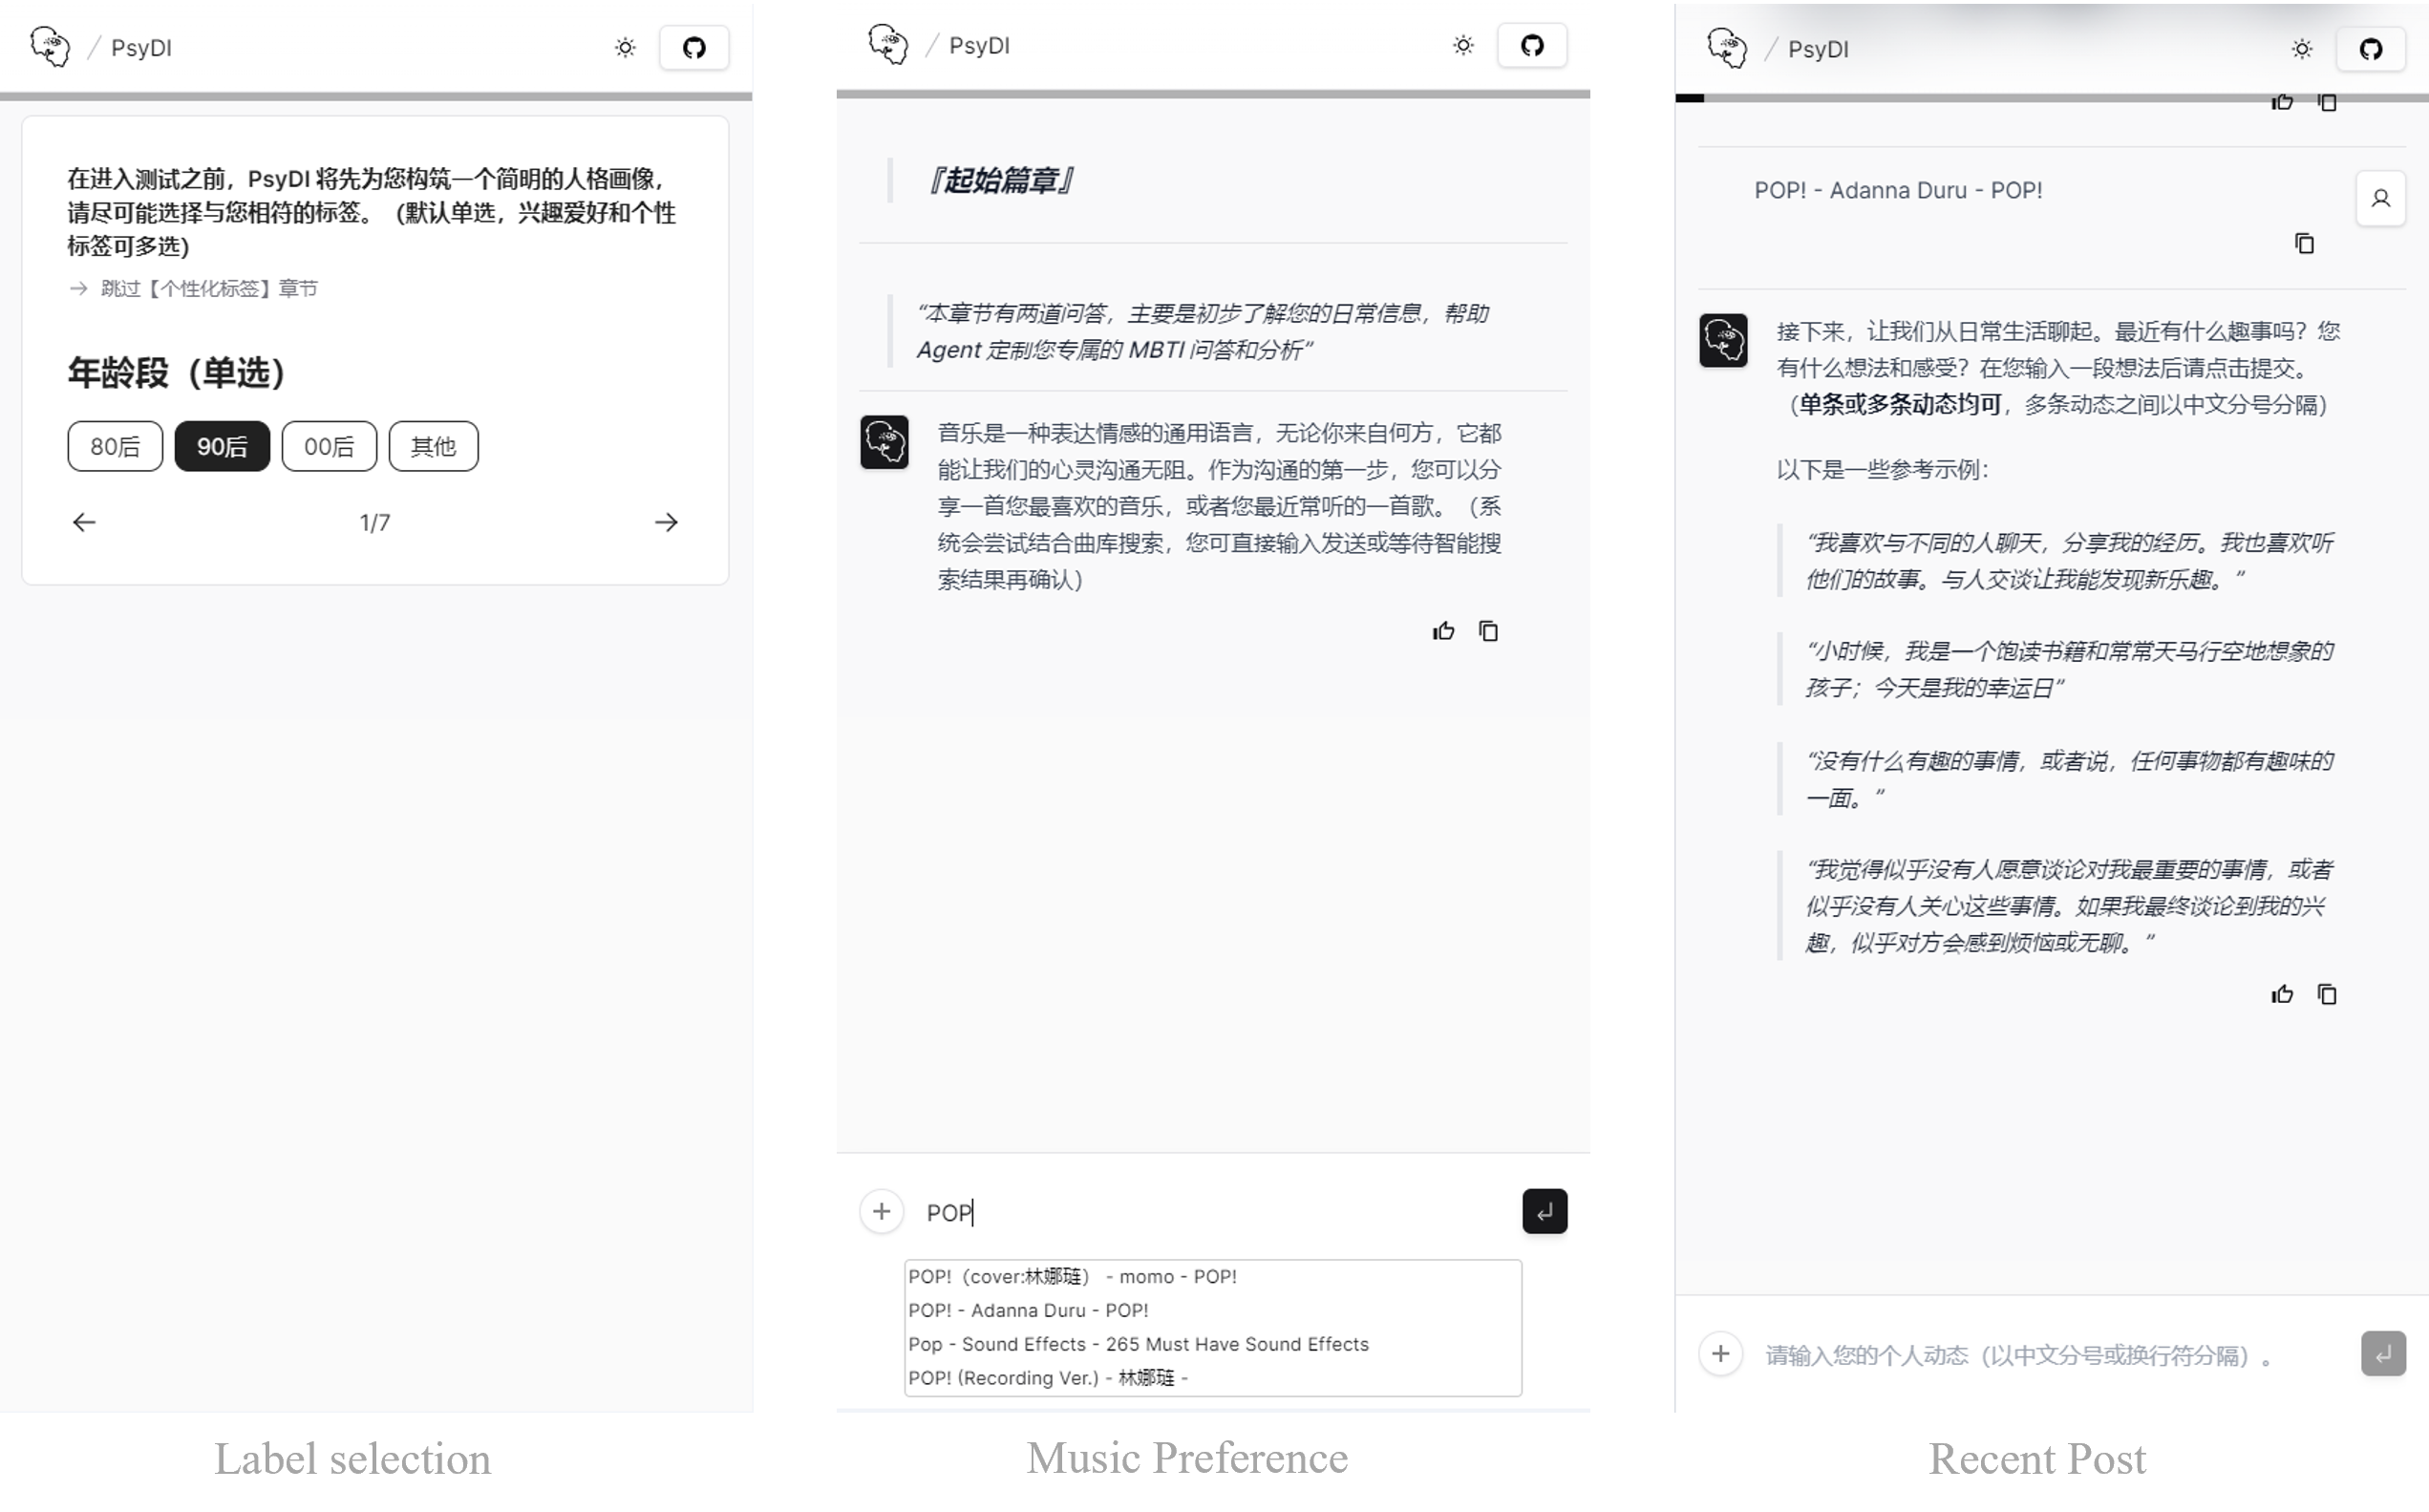 PsyDI
在进入测试之前，PsyDI 将先为您构筑一个简明的人格画像，
请尽可能选择与您相符的标签。（默认单选，兴趣爱好和个性
标签可多选)
→ 跳过【个性化标签】章节
年龄段（单选）
80后 90后 00后 其他
← 1/7 →
Label selection
PsyDI
『起始篇章』
“本章节有两道问答，主要是初步了解您的日常信息，帮助
Agent 定制您专属的 MBTI 问答和分析”
音乐是一种表达情感的通用语言，无论你来自何方，它都
能让我们的心灵沟通无阻。作为沟通的第一步，您可以分
享一首您最喜欢的音乐，或者您最近常听的一首歌。（系
统会尝试结合曲库搜索，您可直接输入发送或等待智能搜
索结果再确认）
POP
POP!（cover:林娜琏） - momo - POP!
POP! - Adanna Duru - POP!
Pop - Sound Effects - 265 Must Have Sound Effects
POP! (Recording Ver.) - 林娜琏 -
Music Preference
PsyDI
POP! - Adanna Duru - POP!
接下来，让我们从日常生活聊起。最近有什么趣事吗？您
有什么想法和感受？在您输入一段想法后请点击提交。
（单条或多条动态均可，多条动态之间以中文分号分隔）
以下是一些参考示例：
“我喜欢与不同的人聊天，分享我的经历。我也喜欢听
他们的故事。与人交谈让我能发现新乐趣。”
“小时候，我是一个饱读书籍和常常天马行空地想象的
孩子；今天是我的幸运日”
“没有什么有趣的事情，或者说，任何事物都有趣味的
一面。”
“我觉得似乎没有人愿意谈论对我最重要的事情，或者
似乎没有人关心这些事情。如果我最终谈论到我的兴
趣，似乎对方会感到烦恼或无聊。”
请输入您的个人动态（以中文分号或换行符分隔）。
Recent Post